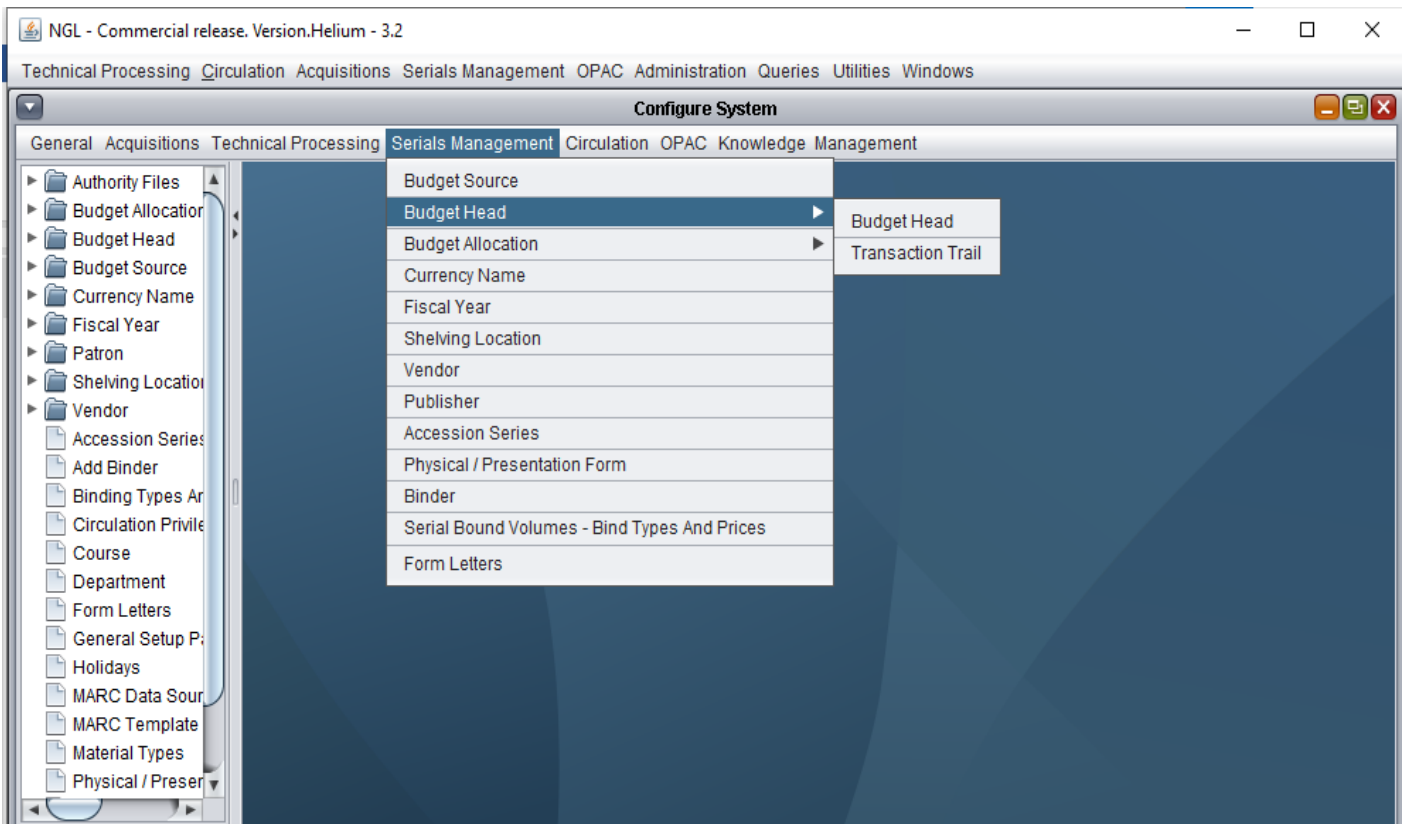 NGL - Commercial release. Version.Helium - 3.2
Technical Processing Circulation Acquisitions Serials Management OPAC Administration Queries Utilities Windows
Configure System
General Acquisitions Technical Processing Serials Management Circulation OPAC Knowledge Management
Authority Files
Budget Allocation
Budget Head
Budget Source
Currency Name
Fiscal Year
Patron
Shelving Location
Vendor
Accession Series
Add Binder
Binding Types Ar
Circulation Privile
Course
Department
Form Letters
General Setup Pa
Holidays
MARC Data Sour
MARC Template
Material Types
Physical / Preser
Budget Source
Budget Head
Budget Allocation
Currency Name
Fiscal Year
Shelving Location
Vendor
Publisher
Accession Series
Physical / Presentation Form
Binder
Serial Bound Volumes - Bind Types And Prices
Form Letters
Budget Head
Transaction Trail